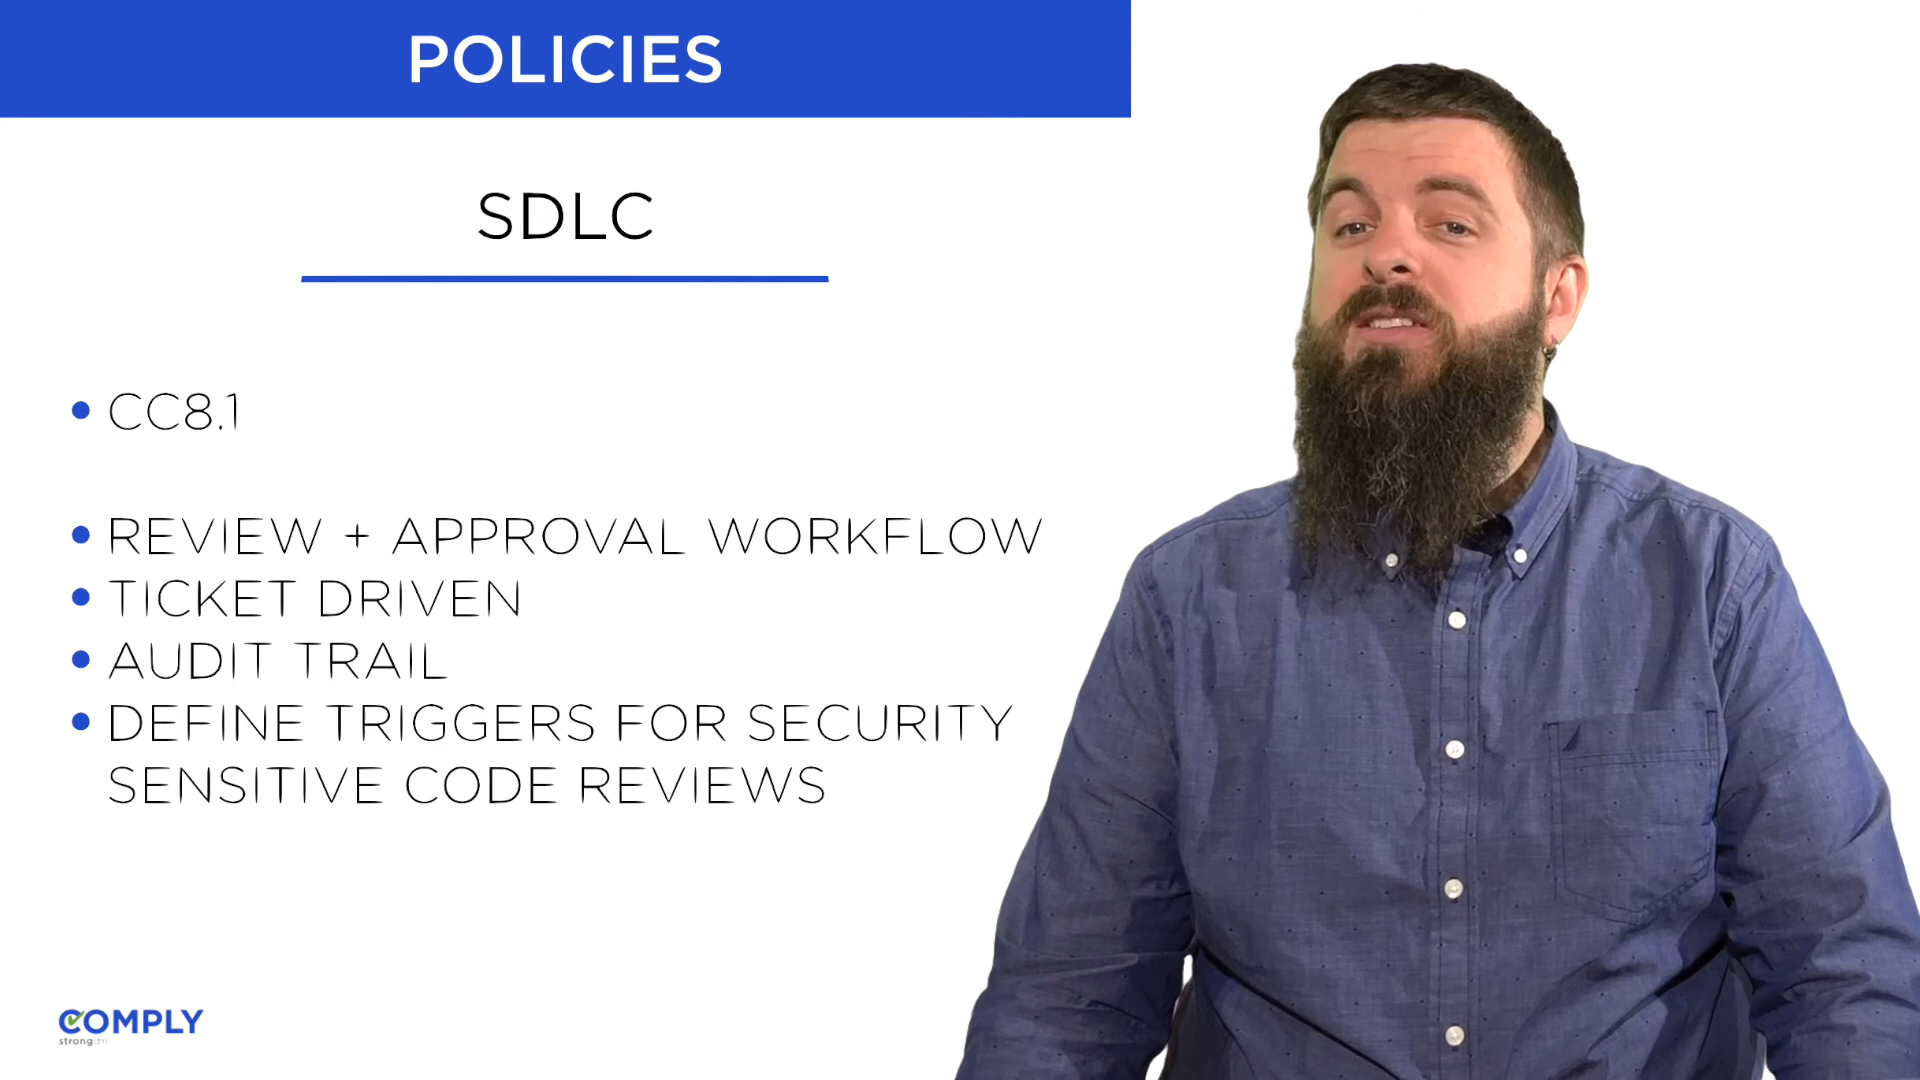 POLICIES
SDLC
CC8.1
REVIEW + APPROVAL WORKFLOW
TICKET DRIVEN
AUDIT TRAIL
DEFINE TRIGGERS FOR SECURITY
SENSITIVE CODE REVIEWS
COMPLY
strongdm